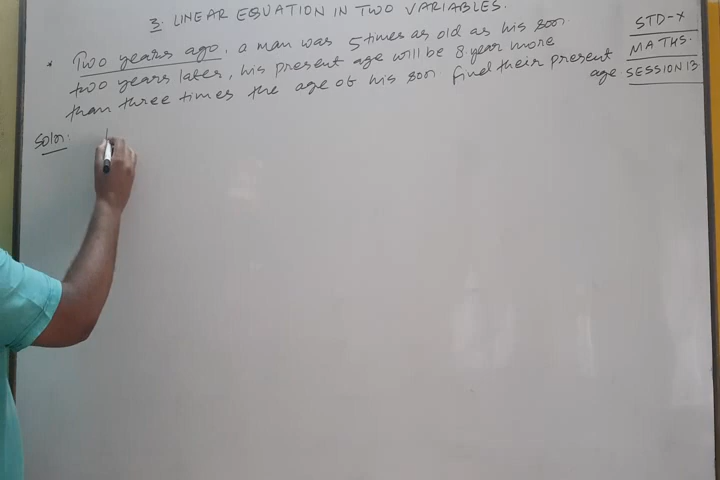 3. LINEAR EQUATION IN TWO VARIABLES.
STD-X
MATHS.
SESSION 13
* Two years ago, a man was 5 times as old as his son.
two years later, his present age will be 8 year more
than three times the age of his son. find their present
age.
Soln: